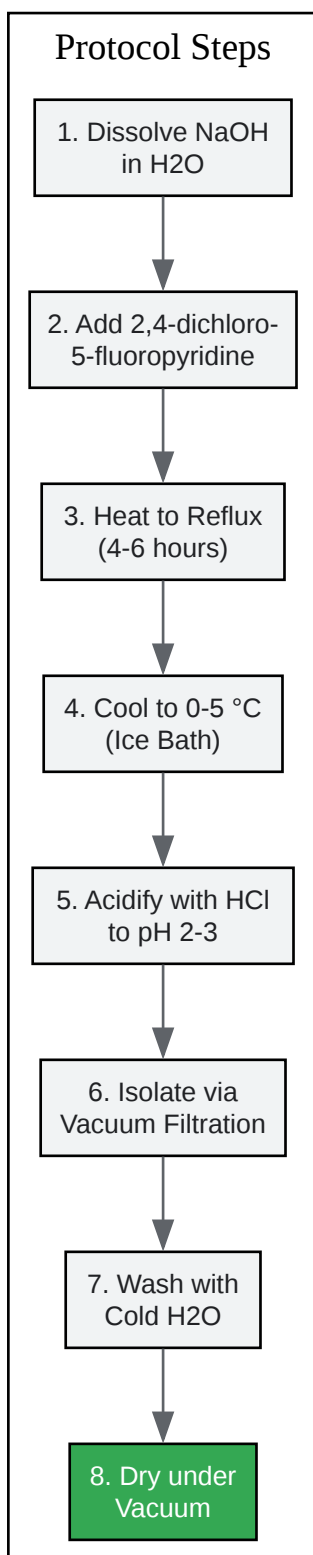 Protocol Steps
1. Dissolve NaOH
in H2O
2. Add 2,4-dichloro-
5-fluoropyridine
3. Heat to Reflux
(4-6 hours)
4. Cool to 0-5 °C
(Ice Bath)
5. Acidify with HCl
to pH 2-3
6. Isolate via
Vacuum Filtration
7. Wash with
Cold H2O
8. Dry under
Vacuum